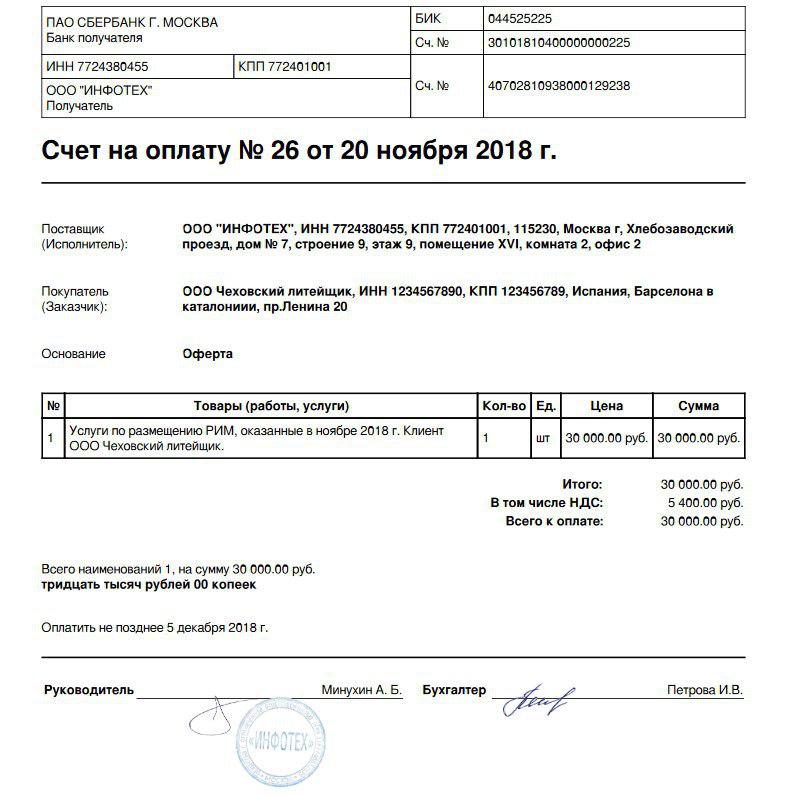 ПАО СБЕРБАНК Г. МОСКВА
Банк получателя
БИК
044525225
Сч. №
30101810400000000225
ИНН 7724380455
КПП 772401001
Сч. №
40702810938000129238
ООО "ИНФОТЕХ"
Получатель
Счет на оплату № 26 от 20 ноября 2018 г.
Поставщик
(Исполнитель):
ООО "ИНФОТЕХ", ИНН 7724380455, КПП 772401001, 115230, Москва г, Хлебозаводский
проезд, дом № 7, строение 9, этаж 9, помещение XVI, комната 2, офис 2
Покупатель
(Заказчик):
ООО Чеховский литейщик, ИНН 1234567890, КПП 123456789, Испания, Барселона в
каталониии, пр.Ленина 20
Основание
Оферта
№ Товары (работы, услуги) Кол-во Ед. Цена Сумма
1 Услуги по размещению РИМ, оказанные в ноябре 2018 г. Клиент
ООО Чеховский литейщик.
1 шт 30 000.00 руб. 30 000.00 руб.
Итого: 30 000.00 руб.
В том числе НДС: 5 400.00 руб.
Всего к оплате: 30 000.00 руб.
Всего наименований 1, на сумму 30 000.00 руб.
тридцать тысяч рублей 00 копеек
Оплатить не позднее 5 декабря 2018 г.
Руководитель Минухин А. Б. Бухгалтер Петрова И.В.
«ИНФОТЕХ»